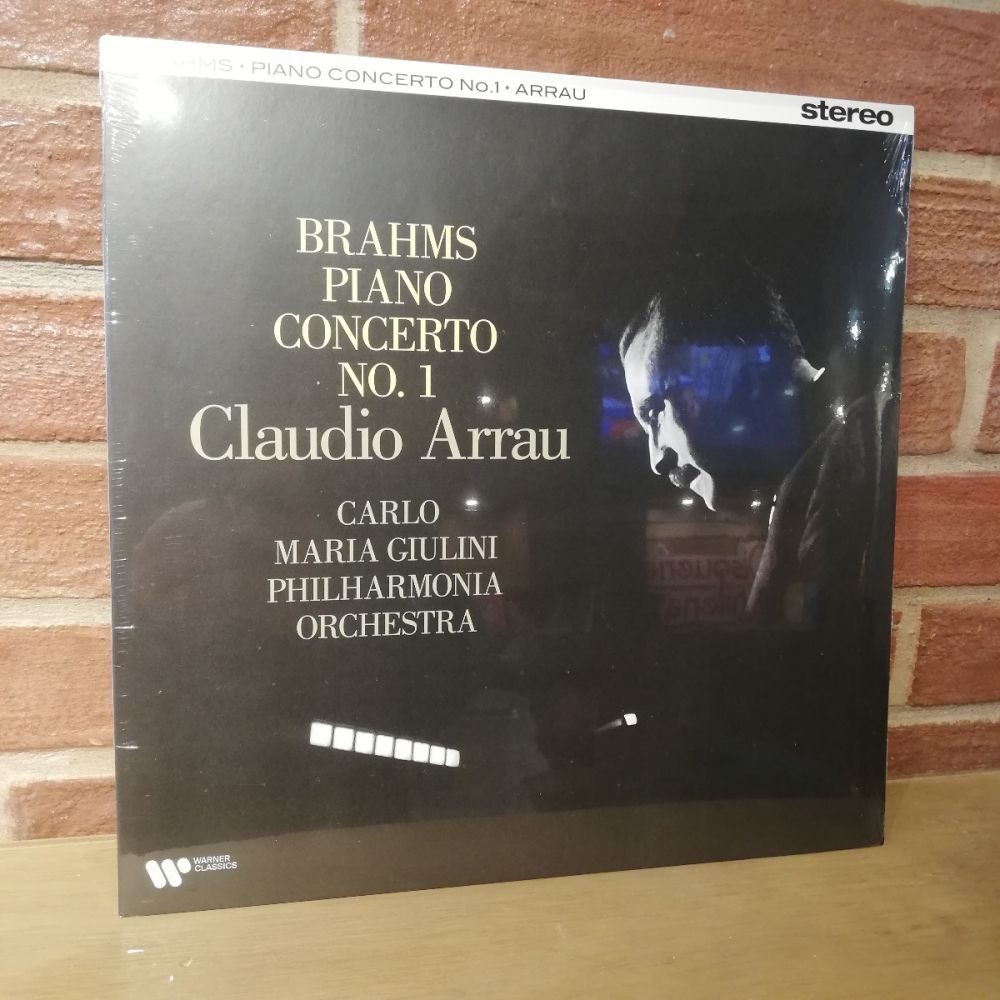 HMS • PIANO CONCERTO No.1 • ARRAU
stereo
BRAHMS
PIANO
CONCERTO
NO. 1
Claudio Arrau
CARLO
MARIA GIULINI
PHILHARMONIA
ORCHESTRA
WARNER
CLASSICS